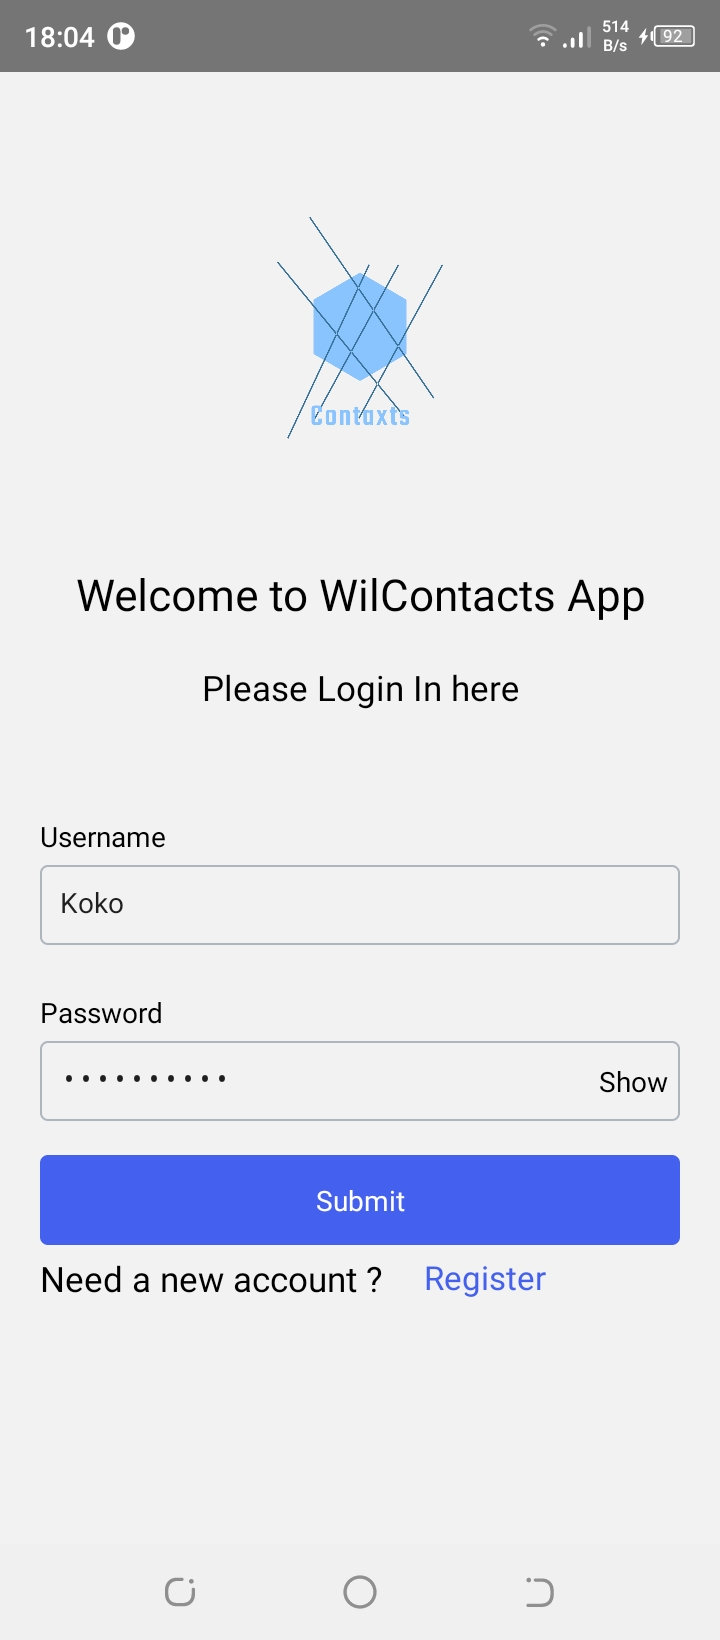 18:04
514
B/s
92
Contaxts
Welcome to WilContacts App
Please Login In here
Username
Koko
Password
••••••••••
Show
Submit
Need a new account ? Register